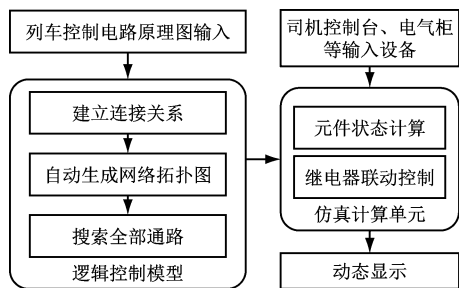 列车控制电路原理图输入
建立连接关系
自动生成网络拓扑图
搜索全部通路
逻辑控制模型
司机控制台、电气柜
等输入设备
元件状态计算
继电器联动控制
仿真计算单元
动态显示